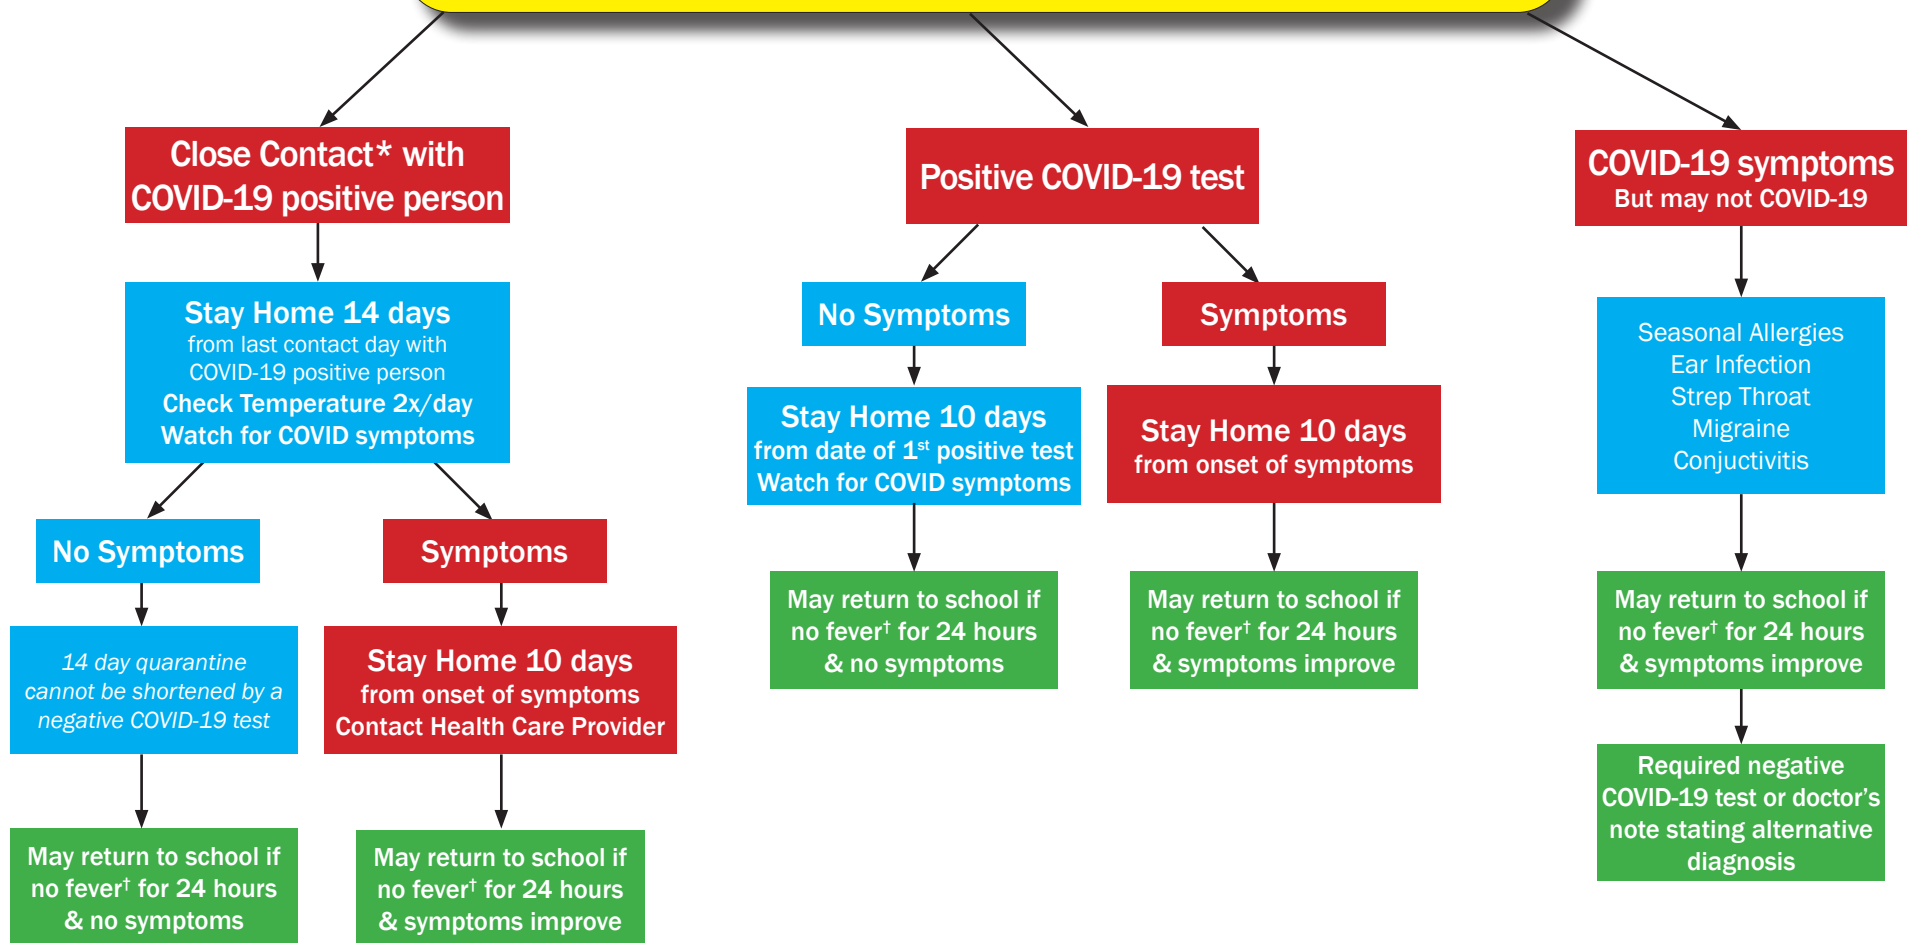 Close Contact* with
COVID-19 positive person
Stay Home 14 days
from last contact day with
COVID-19 positive person
Check Temperature 2x/day
Watch for COVID symptoms
No Symptoms
14 day quarantine
cannot be shortened by a
negative COVID-19 test
May return to school if
no fever† for 24 hours
& no symptoms
Symptoms
Stay Home 10 days
from onset of symptoms
Contact Health Care Provider
May return to school if
no fever† for 24 hours
& symptoms improve
Positive COVID-19 test
No Symptoms
Stay Home 10 days
from date of 1st positive test
Watch for COVID symptoms
May return to school if
no fever† for 24 hours
& no symptoms
Symptoms
Stay Home 10 days
from onset of symptoms
May return to school if
no fever† for 24 hours
& symptoms improve
COVID-19 symptoms
But may not COVID-19
Seasonal Allergies
Ear Infection
Strep Throat
Migraine
Conjuctivitis
May return to school if
no fever† for 24 hours
& symptoms improve
Required negative
COVID-19 test or doctor's
note stating alternative
diagnosis